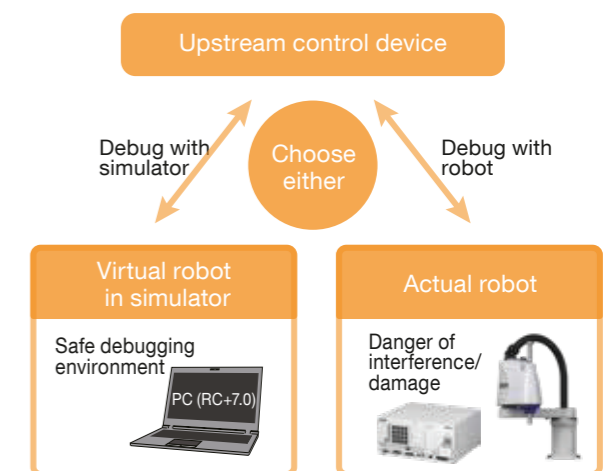 Upstream control device
Debug with
simulator
Choose
either
Debug with
robot
Virtual robot
in simulator
Safe debugging
environment
PC (RC+7.0)
Actual robot
Danger of
interference/
damage